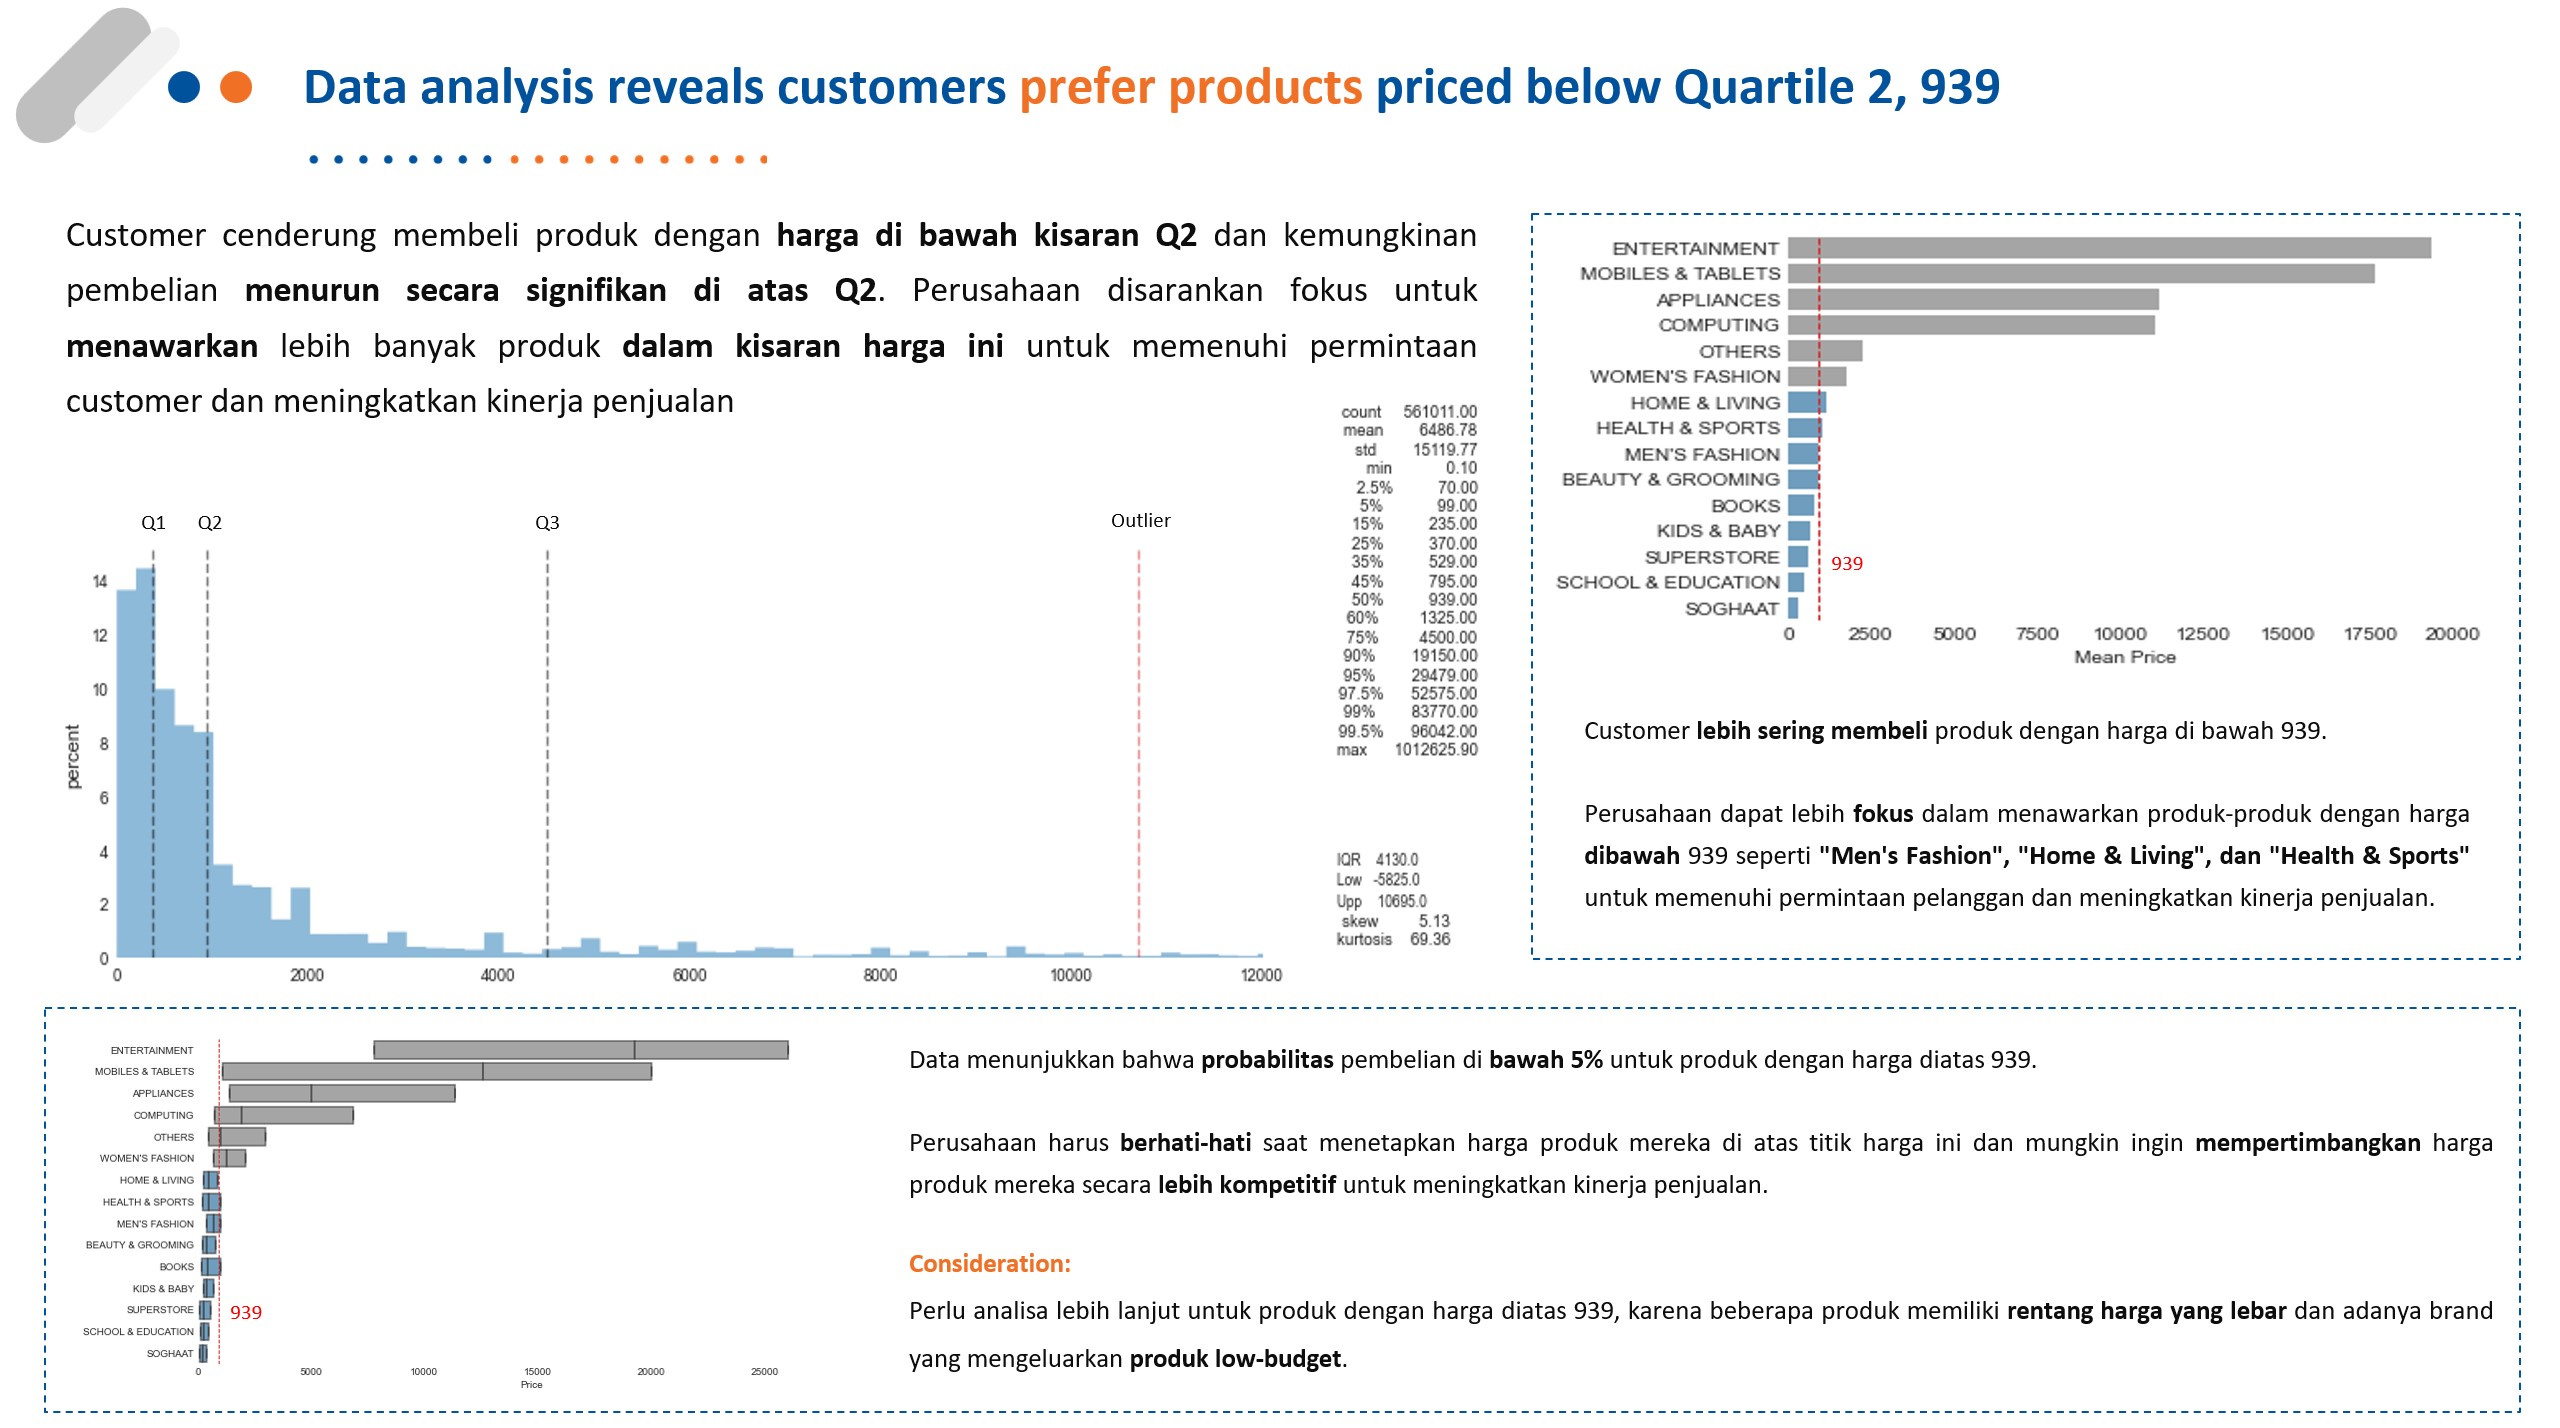 Data analysis reveals customers prefer products priced below Quartile 2, 939
Customer cenderung membeli produk dengan harga di bawah kisaran Q2 dan kemungkinan
pembelian menurun secara signifikan di atas Q2. Perusahaan disarankan fokus untuk
menawarkan lebih banyak produk dalam kisaran harga ini untuk memenuhi permintaan
customer dan meningkatkan kinerja penjualan
count 561011.00
mean 6486.78
std 15119.77
min 0.10
2.5% 70.00
5% 99.00
15% 235.00
25% 370.00
35% 529.00
45% 795.00
50% 939.00
60% 1325.00
75% 4500.00
90% 19150.00
95% 29479.00
97.5% 52575.00
99% 83770.00
99.5% 96042.00
max 1012625.90
IQR 4130.0
Low -5825.0
Upp 10695.0
skew 5.13
kurtosis 69.36
Q1 Q2 Q3 Outlier
percent
14
12
10
8
6
4
2
0
0 2000 4000 6000 8000 10000 12000
ENTERTAINMENT
MOBILES & TABLETS
APPLIANCES
COMPUTING
OTHERS
WOMEN'S FASHION
HOME & LIVING
HEALTH & SPORTS
MEN'S FASHION
BEAUTY & GROOMING
BOOKS
KIDS & BABY
SUPERSTORE
939
SCHOOL & EDUCATION
SOGHAAT
0 2500 5000 7500 10000 12500 15000 17500 20000
Mean Price
Customer lebih sering membeli produk dengan harga di bawah 939.
Perusahaan dapat lebih fokus dalam menawarkan produk-produk dengan harga
dibawah 939 seperti "Men's Fashion", "Home & Living", dan "Health & Sports"
untuk memenuhi permintaan pelanggan dan meningkatkan kinerja penjualan.
ENTERTAINMENT
MOBILES & TABLETS
APPLIANCES
COMPUTING
OTHERS
WOMEN'S FASHION
HOME & LIVING
HEALTH & SPORTS
MEN'S FASHION
BEAUTY & GROOMING
BOOKS
KIDS & BABY
SUPERSTORE
939
SCHOOL & EDUCATION
SOGHAAT
0 5000 10000 15000 20000 25000
Price
Data menunjukkan bahwa probabilitas pembelian di bawah 5% untuk produk dengan harga diatas 939.
Perusahaan harus berhati-hati saat menetapkan harga produk mereka di atas titik harga ini dan mungkin ingin mempertimbangkan harga
produk mereka secara lebih kompetitif untuk meningkatkan kinerja penjualan.
Consideration:
Perlu analisa lebih lanjut untuk produk dengan harga diatas 939, karena beberapa produk memiliki rentang harga yang lebar dan adanya brand
yang mengeluarkan produk low-budget.